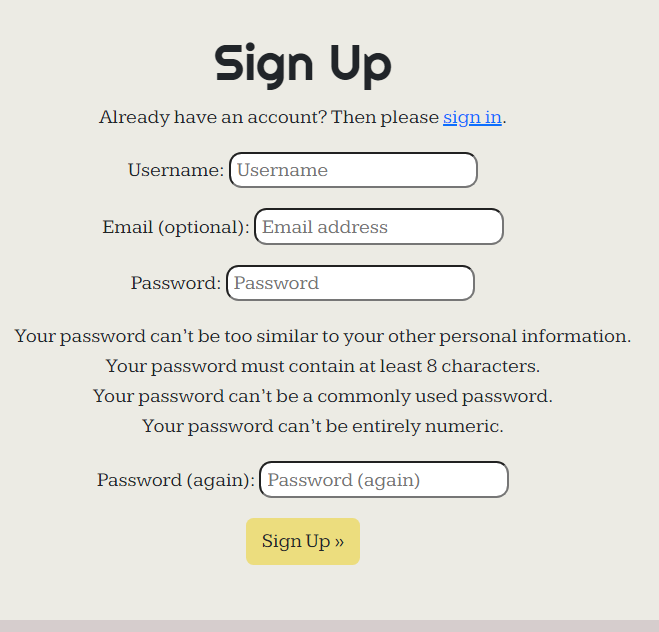 Sign Up
Already have an account? Then please sign in.
Username: Username
Email (optional): Email address
Password: Password
Your password can’t be too similar to your other personal information.
Your password must contain at least 8 characters.
Your password can’t be a commonly used password.
Your password can’t be entirely numeric.
Password (again): Password (again)
Sign Up »